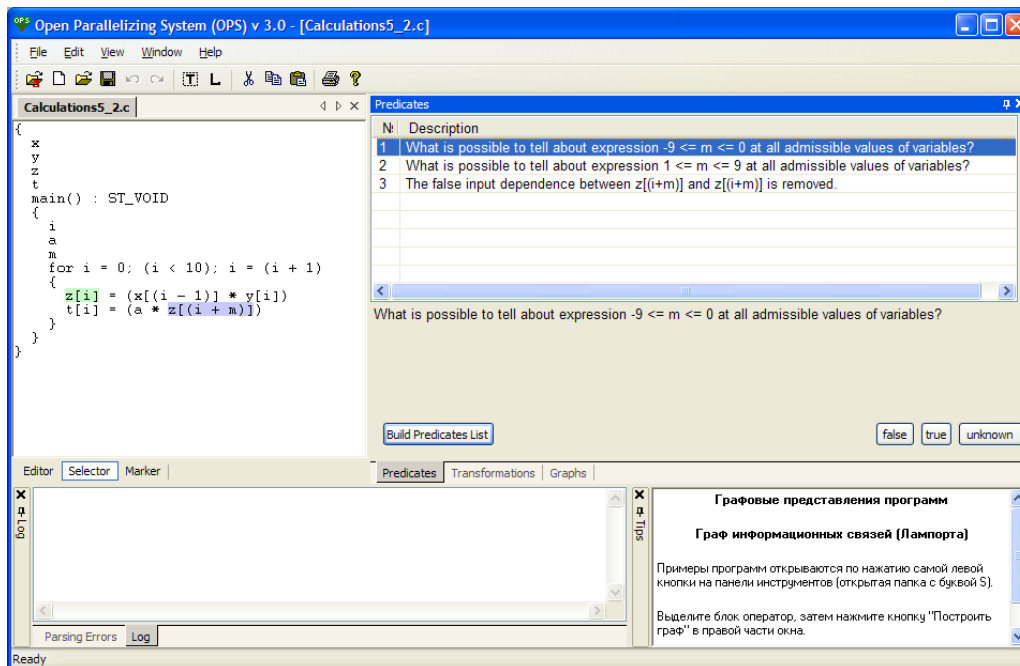 OPS Open Parallelizing System (OPS) v 3.0 - [Calculations5_2.c]
File Edit View Window Help
T L
Calculations5_2.c
{
x
y
z
t
main() : ST_VOID
{
i
a
m
for i = 0; (i < 10); i = (i + 1)
{
z[i] = (x[(i - 1)] * y[i])
t[i] = (a * z[(i + m)])
}
}
}
Editor Selector Marker
Predicates
Description
1 What is possible to tell about expression -9 <= m <= 0 at all admissible values of variables?
2 What is possible to tell about expression 1 <= m <= 9 at all admissible values of variables?
3 The false input dependence between z[(i+m)] and z[(i+m)] is removed.
What is possible to tell about expression -9 <= m <= 0 at all admissible values of variables?
Build Predicates List false true unknown
Predicates Transformations Graphs
Log
Parsing Errors Log
Tips
Графовые представления программ
Граф информационных связей (Лампорта)
Примеры программ открываются по нажатию самой левой
кнопки на панели инструментов (открытая папка с буквой S).
Выделите блок оператор, затем нажмите кнопку "Построить
граф" в правой части окна.
Ready